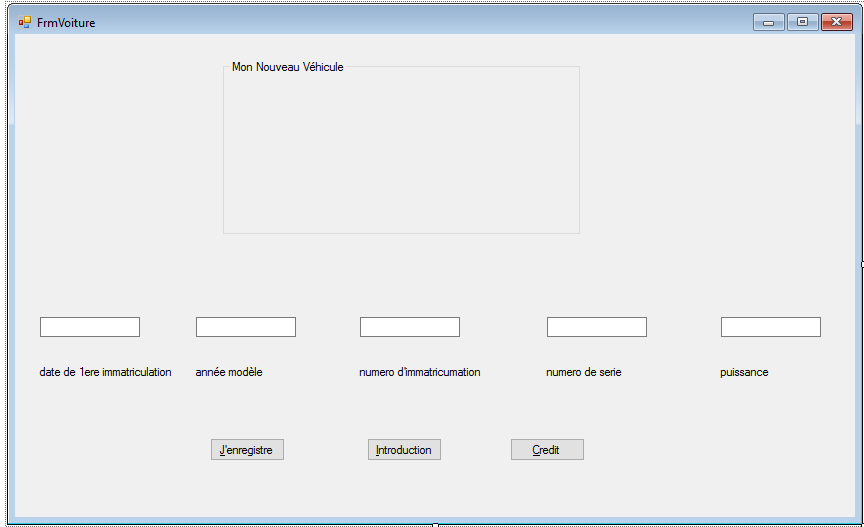 FrmVoiture
Mon Nouveau Véhicule
date de 1ere immatriculation
année modèle
numero d'immatricumation
numero de serie
puissance
J'enregistre
Introduction
Credit